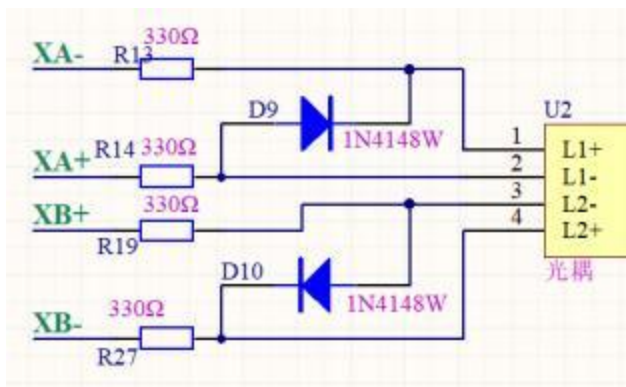 330Ω
XA-
R13
D9
1N4148W
U2
R14 330Ω
XA+
330Ω
XB+
R19
1 L1+
2 L1-
3 L2-
4 L2+
光耦
D10
1N4148W
330Ω
XB-
R27